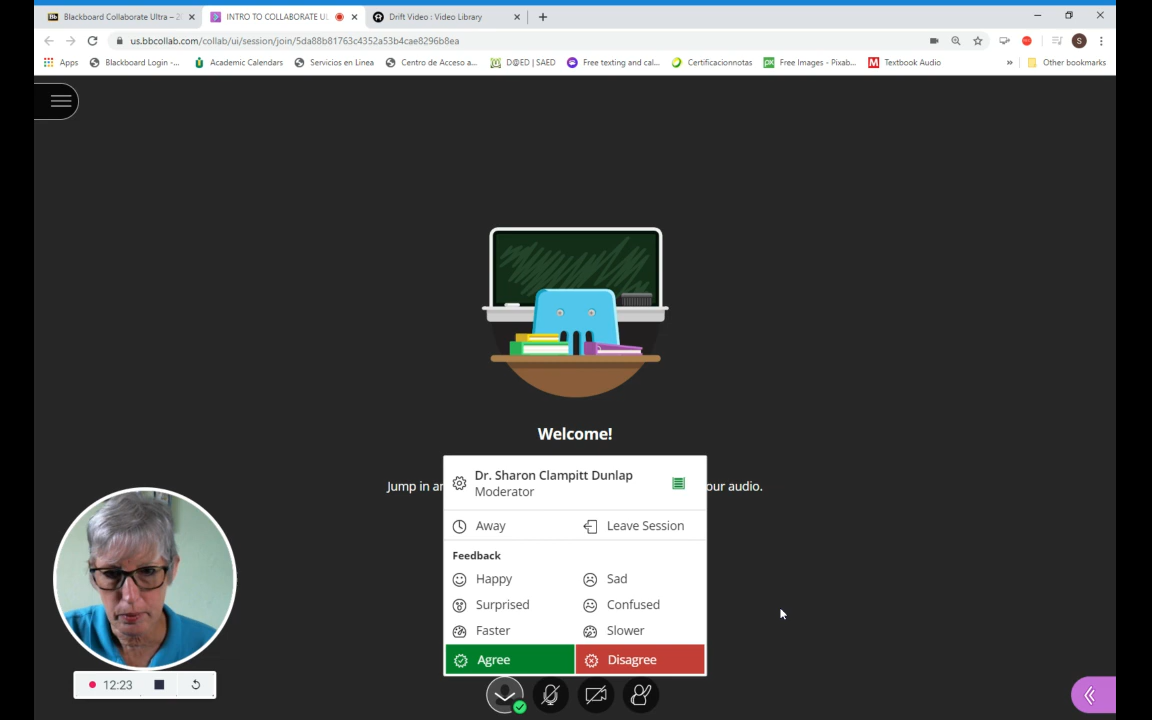 Blackboard Collaborate Ultra – 2
INTRO TO COLLABORATE UL
Drift Video : Video Library
us.bbcollab.com/collab/ui/session/join/5da88b81763c4352a53b4cae8296b8ea
S
Apps
Blackboard Login -...
Academic Calendars
Servicios en Linea
Centro de Acceso a...
D@ED | SAED
Free texting and cal...
Certificacionnotas
Free Images - Pixab...
Textbook Audio
»
Other bookmarks
Welcome!
Dr. Sharon Clampitt Dunlap
Moderator
Jump in
our audio.
Away
Leave Session
Feedback
Happy
Sad
Surprised
Confused
Faster
Slower
Agree
Disagree
12:23